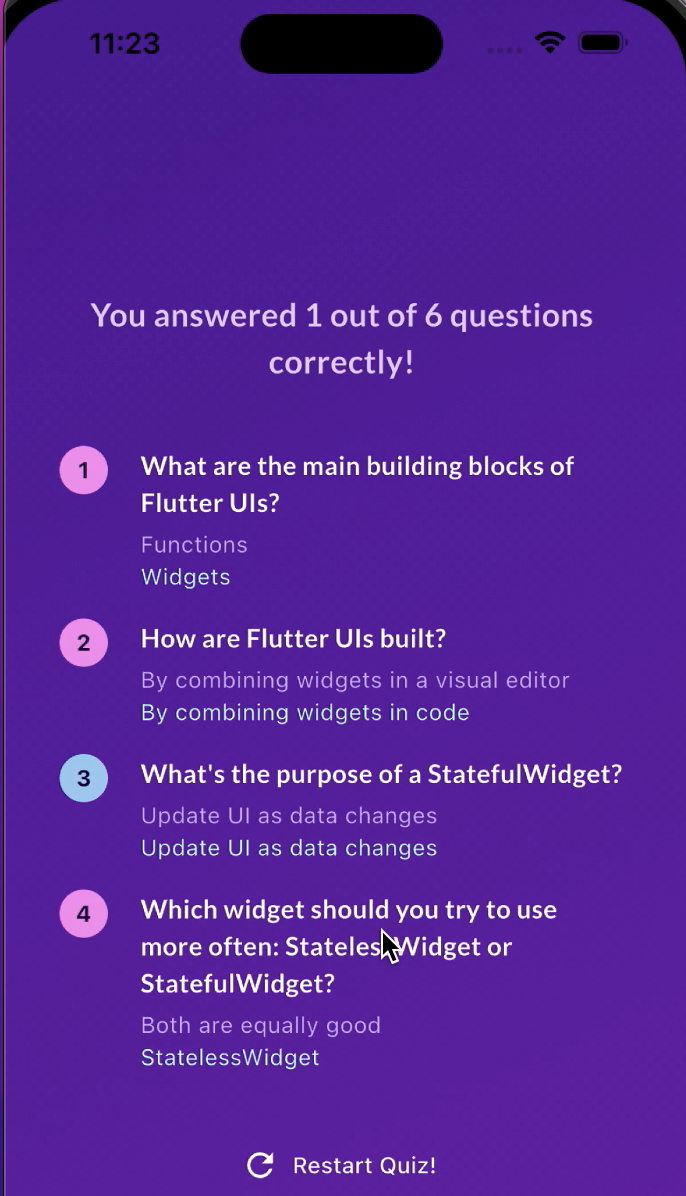 11:23
You answered 1 out of 6 questions
correctly!
1
What are the main building blocks of
Flutter UIs?
Functions
Widgets
2
How are Flutter UIs built?
By combining widgets in a visual editor
By combining widgets in code
3
What's the purpose of a StatefulWidget?
Update UI as data changes
Update UI as data changes
4
Which widget should you try to use
more often: StatelessWidget or
StatefulWidget?
Both are equally good
StatelessWidget
Restart Quiz!